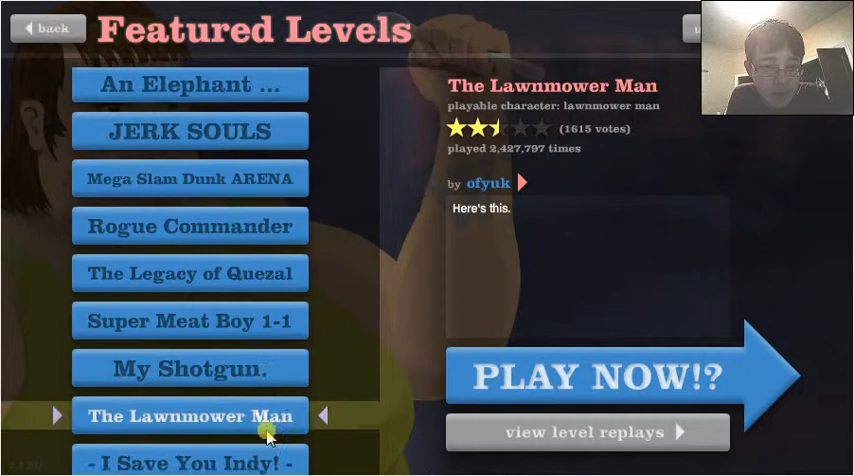 back
Featured Levels
An Elephant ...
JERK SOULS
Mega Slam Dunk ARENA
Rogue Commander
The Legacy of Quezal
Super Meat Boy 1-1
My Shotgun.
The Lawnmower Man
- I Save You Indy! -
The Lawnmower Man
playable character: lawnmower man
(1615 votes)
played 2,427,797 times
by ofyuk
Here's this.
PLAY NOW!?
view level replays